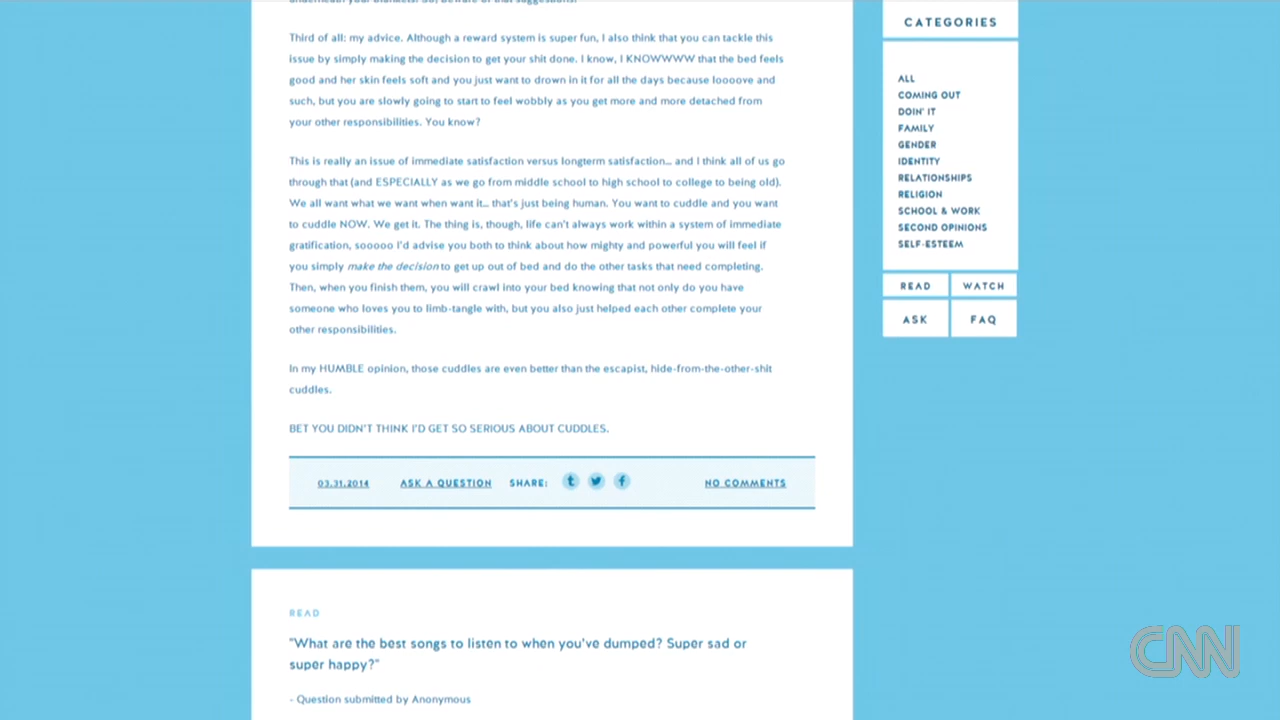 underneath your blankets! So, beware of that suggestions!
Third of all: my advice. Although a reward system is super fun, I also think that you can tackle this
issue by simply making the decision to get your shit done. I know, I KNOWWWW that the bed feels
good and her skin feels soft and you just want to drown in it for all the days because loooove and
such, but you are slowly going to start to feel wobbly as you get more and more detached from
your other responsibilities. You know?
This is really an issue of immediate satisfaction versus longterm satisfaction... and I think all of us go
through that (and ESPECIALLY as we go from middle school to high school to college to being old).
We all want what we want when want it... that's just being human. You want to cuddle and you want
to cuddle NOW. We get it. The thing is, though, life can't always work within a system of immediate
gratification, sooooo I'd advise you both to think about how mighty and powerful you will feel if
you simply make the decision to get up out of bed and do the other tasks that need completing.
Then, when you finish them, you will crawl into your bed knowing that not only do you have
someone who loves you to limb-tangle with, but you also just helped each other complete your
other responsibilities.
In my HUMBLE opinion, those cuddles are even better than the escapist, hide-from-the-other-shit
cuddles.
BET YOU DIDN'T THINK I'D GET SO SERIOUS ABOUT CUDDLES.
03.31.2014 ASK A QUESTION SHARE: NO COMMENTS
READ
"What are the best songs to listen to when you've dumped? Super sad or
super happy?"
- Question submitted by Anonymous
CATEGORIES
ALL
COMING OUT
DOIN' IT
FAMILY
GENDER
IDENTITY
RELATIONSHIPS
RELIGION
SCHOOL & WORK
SECOND OPINIONS
SELF-ESTEEM
READ WATCH
ASK FAQ
CNN